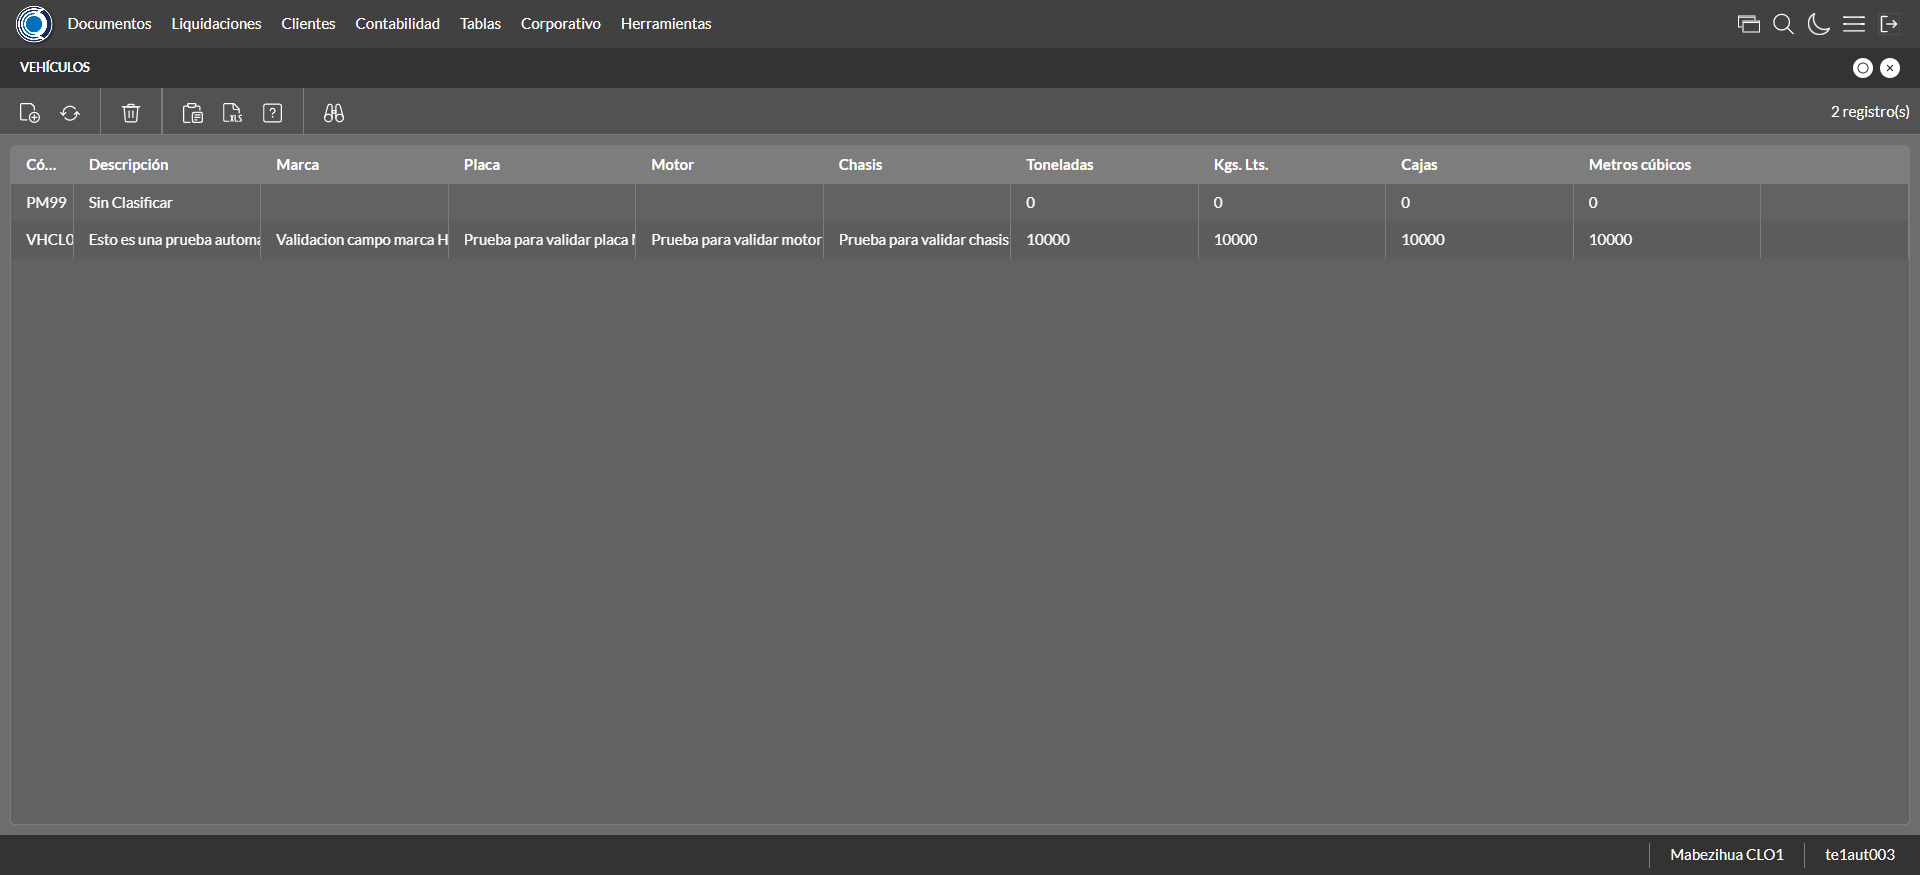 Documentos Liquidaciones Clientes Contabilidad Tablas Corporativo Herramientas
VEHÍCULOS
XLS ? 2 registro(s)
Có... Descripción Marca Placa Motor Chasis Toneladas Kgs. Lts. Cajas Metros cúbicos
PM99 Sin Clasificar 0 0 0 0
VHCL0 Esto es una prueba automa Validacion campo marca H Prueba para validar placa Prueba para validar motor Prueba para validar chasis 10000 10000 10000 10000
Mabezihua CLO1 te1aut003